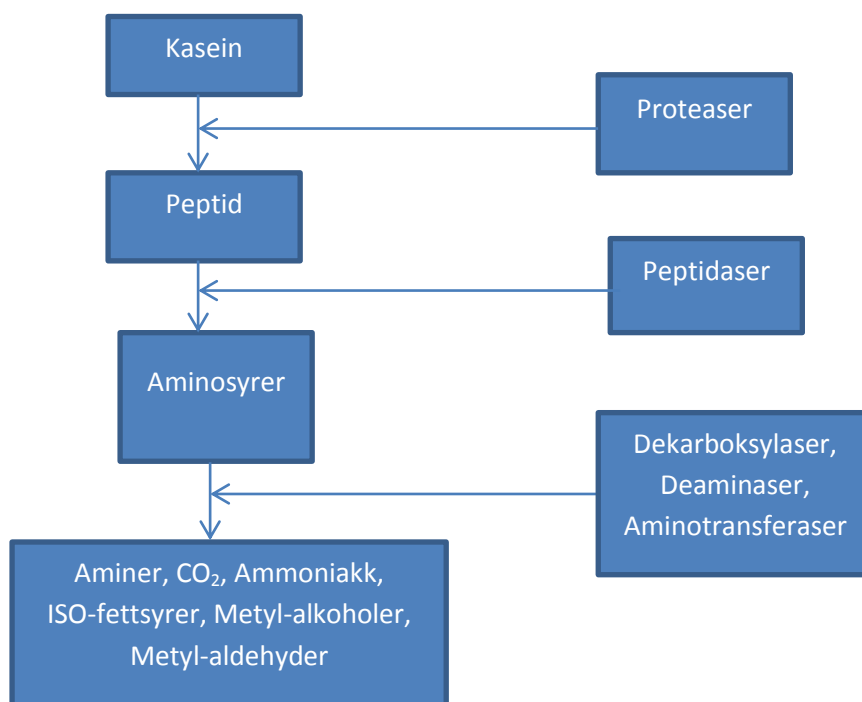 Kasein
Proteaser
Peptid
Peptidaser
Aminosyrer
Dekarboksylaser,
Deaminaser,
Aminotransferaser
Aminer, CO₂, Ammoniakk,
ISO-fettsyrer, Metyl-alkoholer,
Metyl-aldehyder